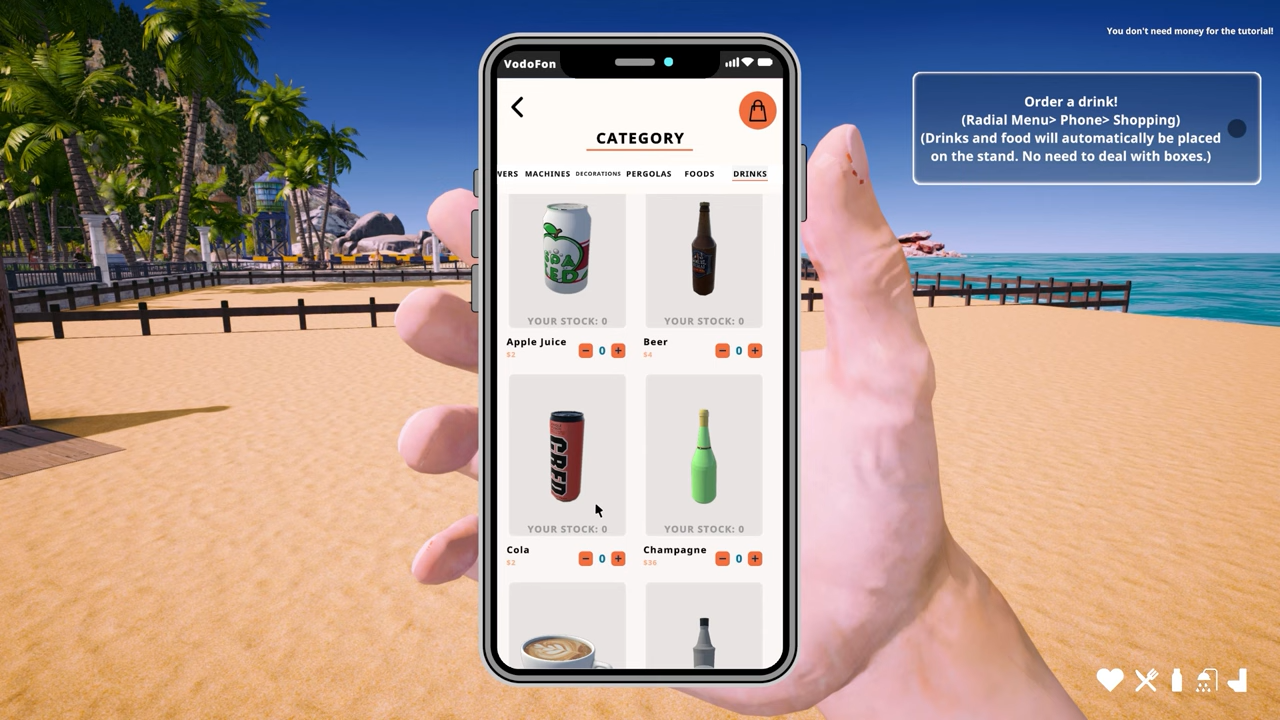 You don't need money for the tutorial!
VodoFon
Order a drink!
(Radial Menu> Phone> Shopping)
(Drinks and food will automatically be placed
on the stand. No need to deal with boxes.)
CATEGORY
WERS MACHINES DECORATIONS PERGOLAS FOODS DRINKS
YOUR STOCK: 0 YOUR STOCK: 0
Apple Juice - 0 + Beer - 0 +
$2 $4
CRED
YOUR STOCK: 0 YOUR STOCK: 0
Cola - 0 + Champagne - 0 +
$2 $36